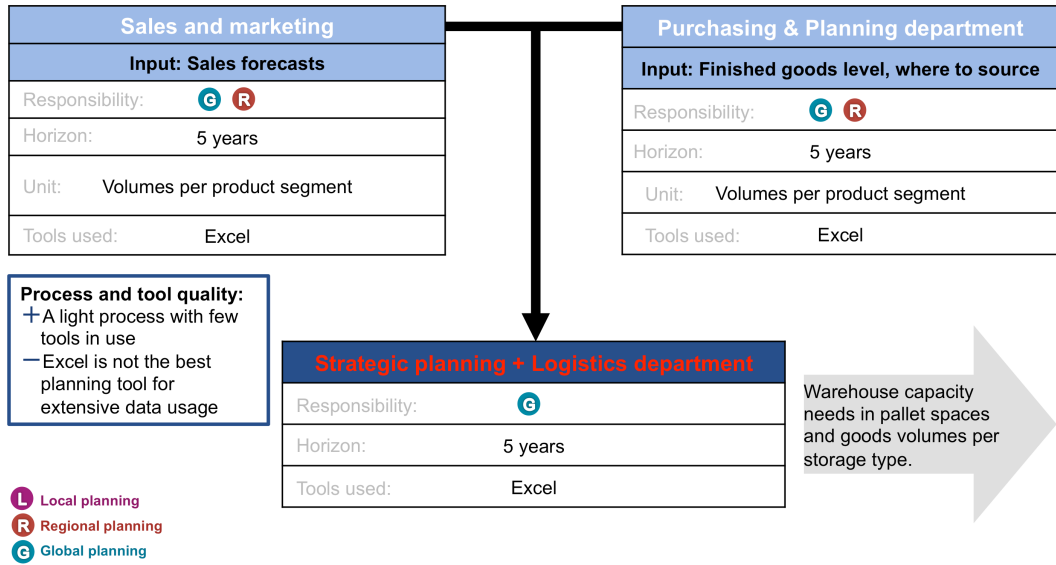 Sales and marketing
Input: Sales forecasts
Responsibility: G R
Horizon: 5 years
Unit: Volumes per product segment
Tools used: Excel
Purchasing & Planning department
Input: Finished goods level, where to source
Responsibility: G R
Horizon: 5 years
Unit: Volumes per product segment
Tools used: Excel
Process and tool quality:
+ A light process with few
tools in use
− Excel is not the best
planning tool for
extensive data usage
Strategic planning + Logistics department
Responsibility: G
Horizon: 5 years
Tools used: Excel
Warehouse capacity
needs in pallet spaces
and goods volumes per
storage type.
L Local planning
R Regional planning
G Global planning